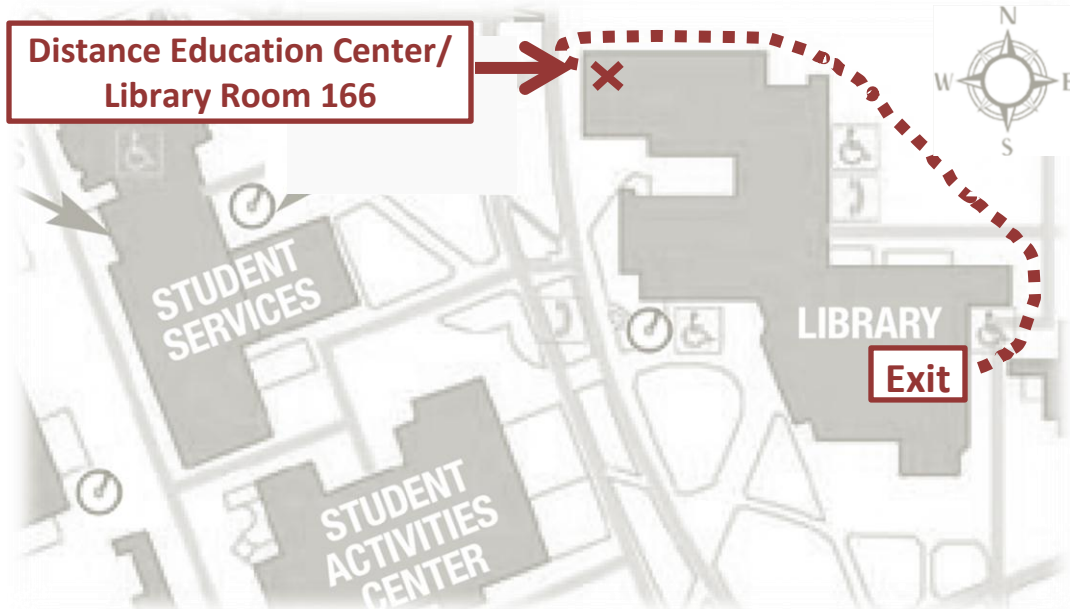 Distance Education Center/
Library Room 166
N
W
E
S
STUDENT
SERVICES
LIBRARY
Exit
STUDENT
ACTIVITIES
CENTER